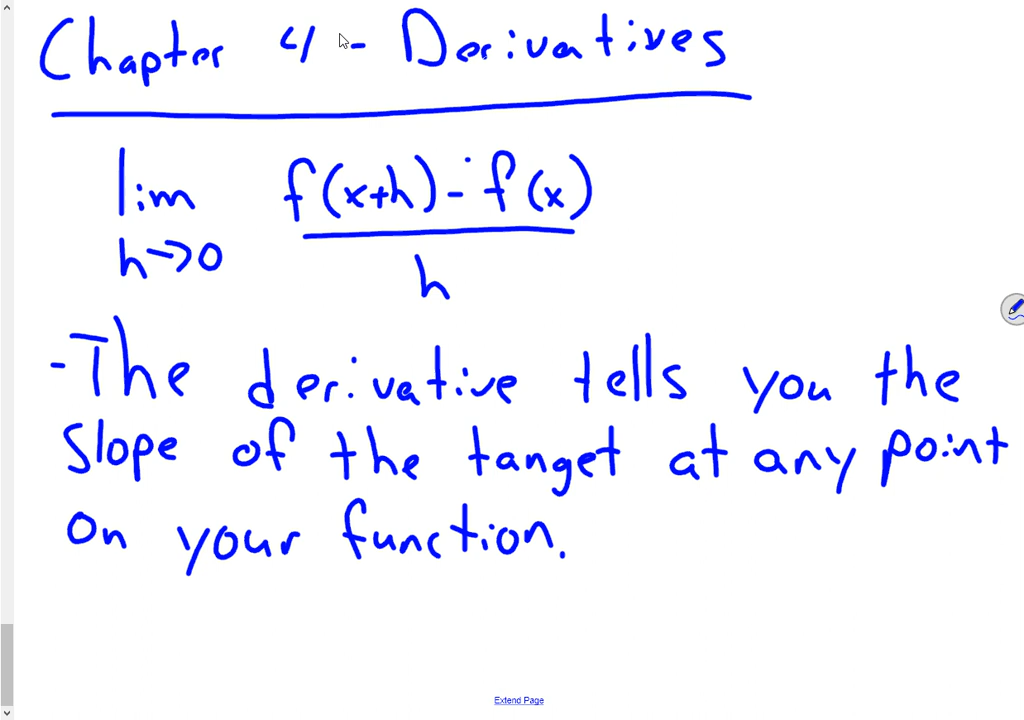 Chapter 4 - Derivatives
lim f(x+h) - f(x)
h→0 h
-The derivative tells you the
slope of the tanget at any point
on your function.
Extend Page